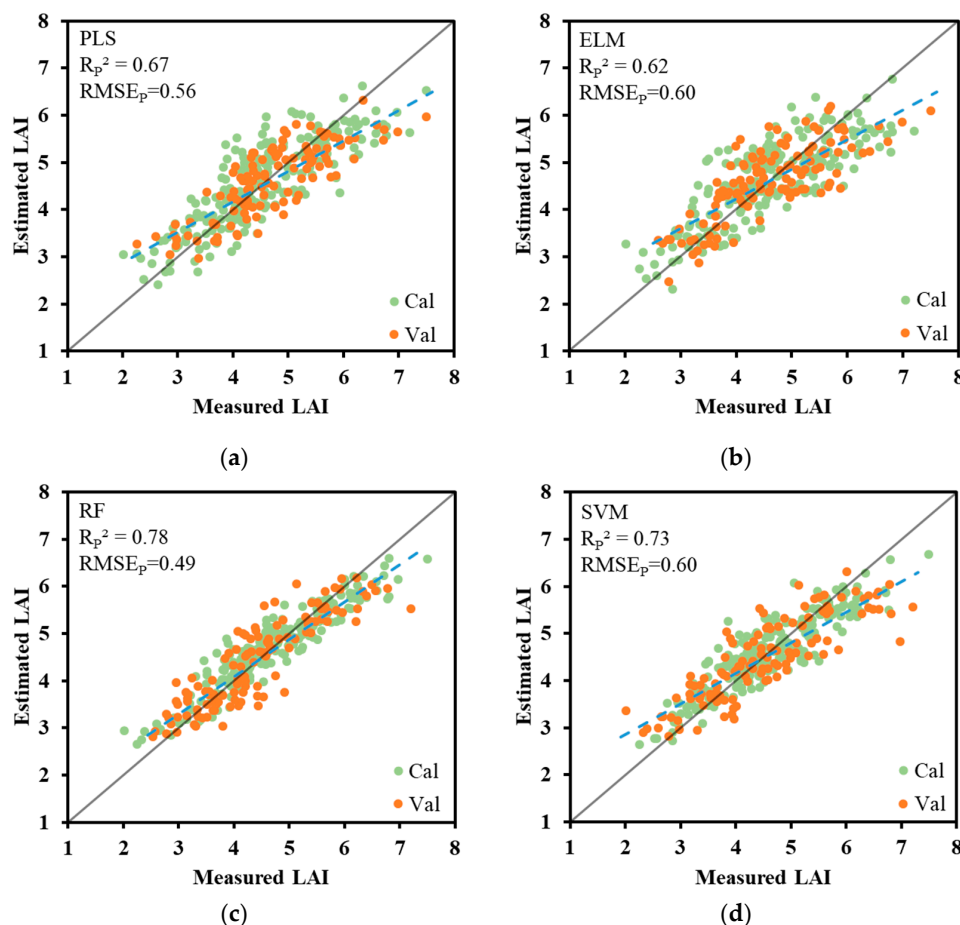 PLS
R_P² = 0.67
RMSE_P=0.56
8
7
6
5
4
3
2
1
Estimated LAI
Cal
Val
1 2 3 4 5 6 7 8
Measured LAI
(a)
ELM
R_P² = 0.62
RMSE_P=0.60
8
7
6
5
4
3
2
1
Estimated LAI
Cal
Val
1 2 3 4 5 6 7 8
Measured LAI
(b)
RF
R_P² = 0.78
RMSE_P=0.49
8
7
6
5
4
3
2
1
Estimated LAI
Cal
Val
1 2 3 4 5 6 7 8
Measured LAI
(c)
SVM
R_P² = 0.73
RMSE_P=0.60
8
7
6
5
4
3
2
1
Estimated LAI
Cal
Val
1 2 3 4 5 6 7 8
Measured LAI
(d)